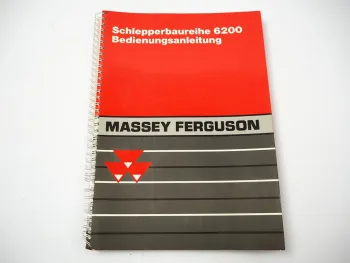 Schlepperbaureihe 6200
Bedienungsanleitung
MASSEY FERGUSON